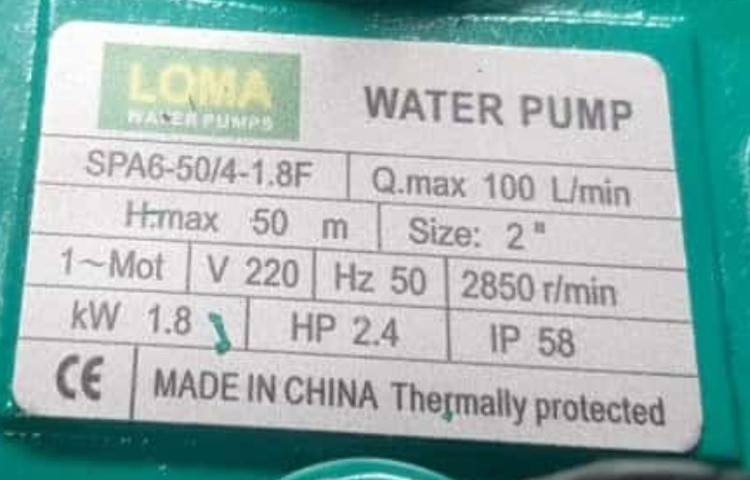 LOMA
WATER PUMPS
WATER PUMP
SPA6-50/4-1.8F Q.max 100 L/min
H.max 50 m Size: 2"
1~Mot V 220 Hz 50 2850 r/min
kW 1.8 HP 2.4 IP 58
CE MADE IN CHINA Thermally protected